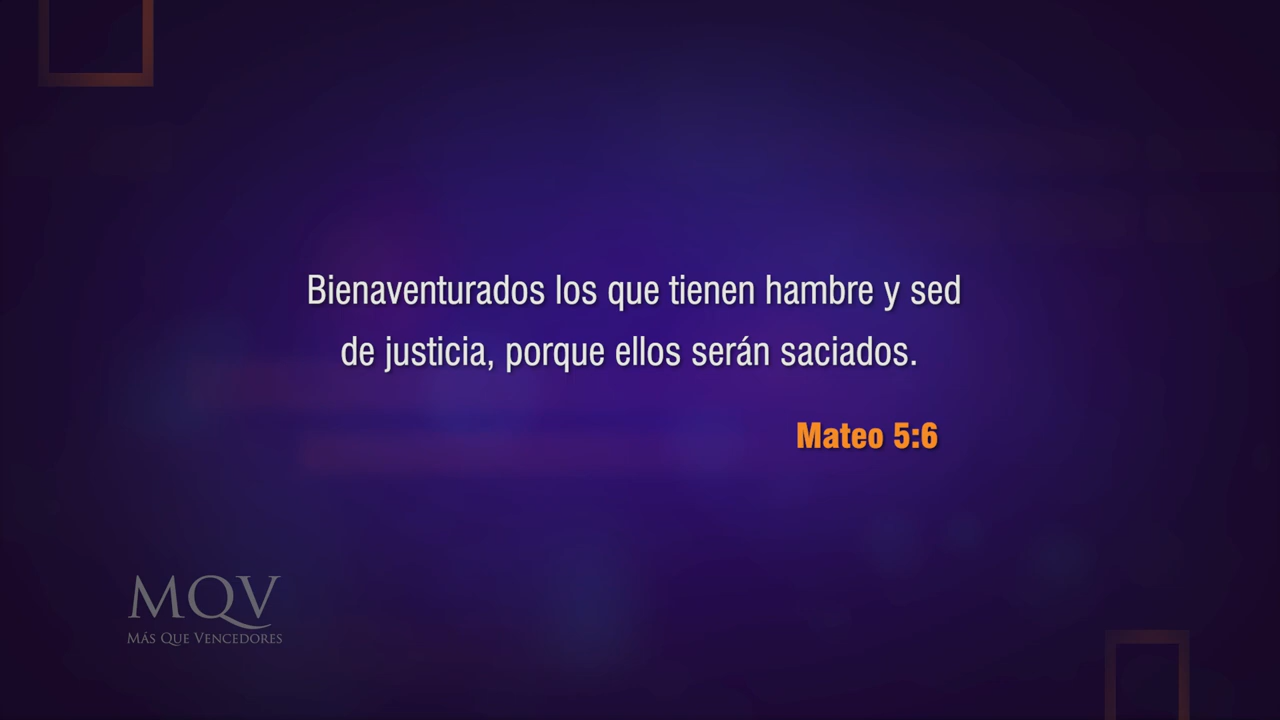 Bienaventurados los que tienen hambre y sed
de justicia, porque ellos serán saciados.
Mateo 5:6
MQV
MÁS QUE VENCEDORES